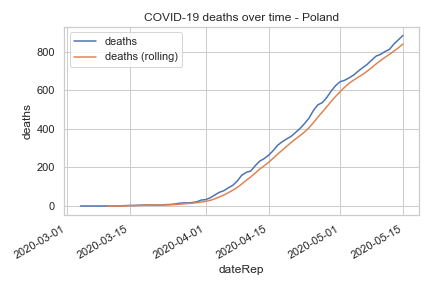 COVID-19 deaths over time - Poland
deaths
deaths (rolling)
deaths
800
600
400
200
0
2020-03-01
2020-03-15
2020-04-01
2020-04-15
2020-05-01
2020-05-15
dateRep